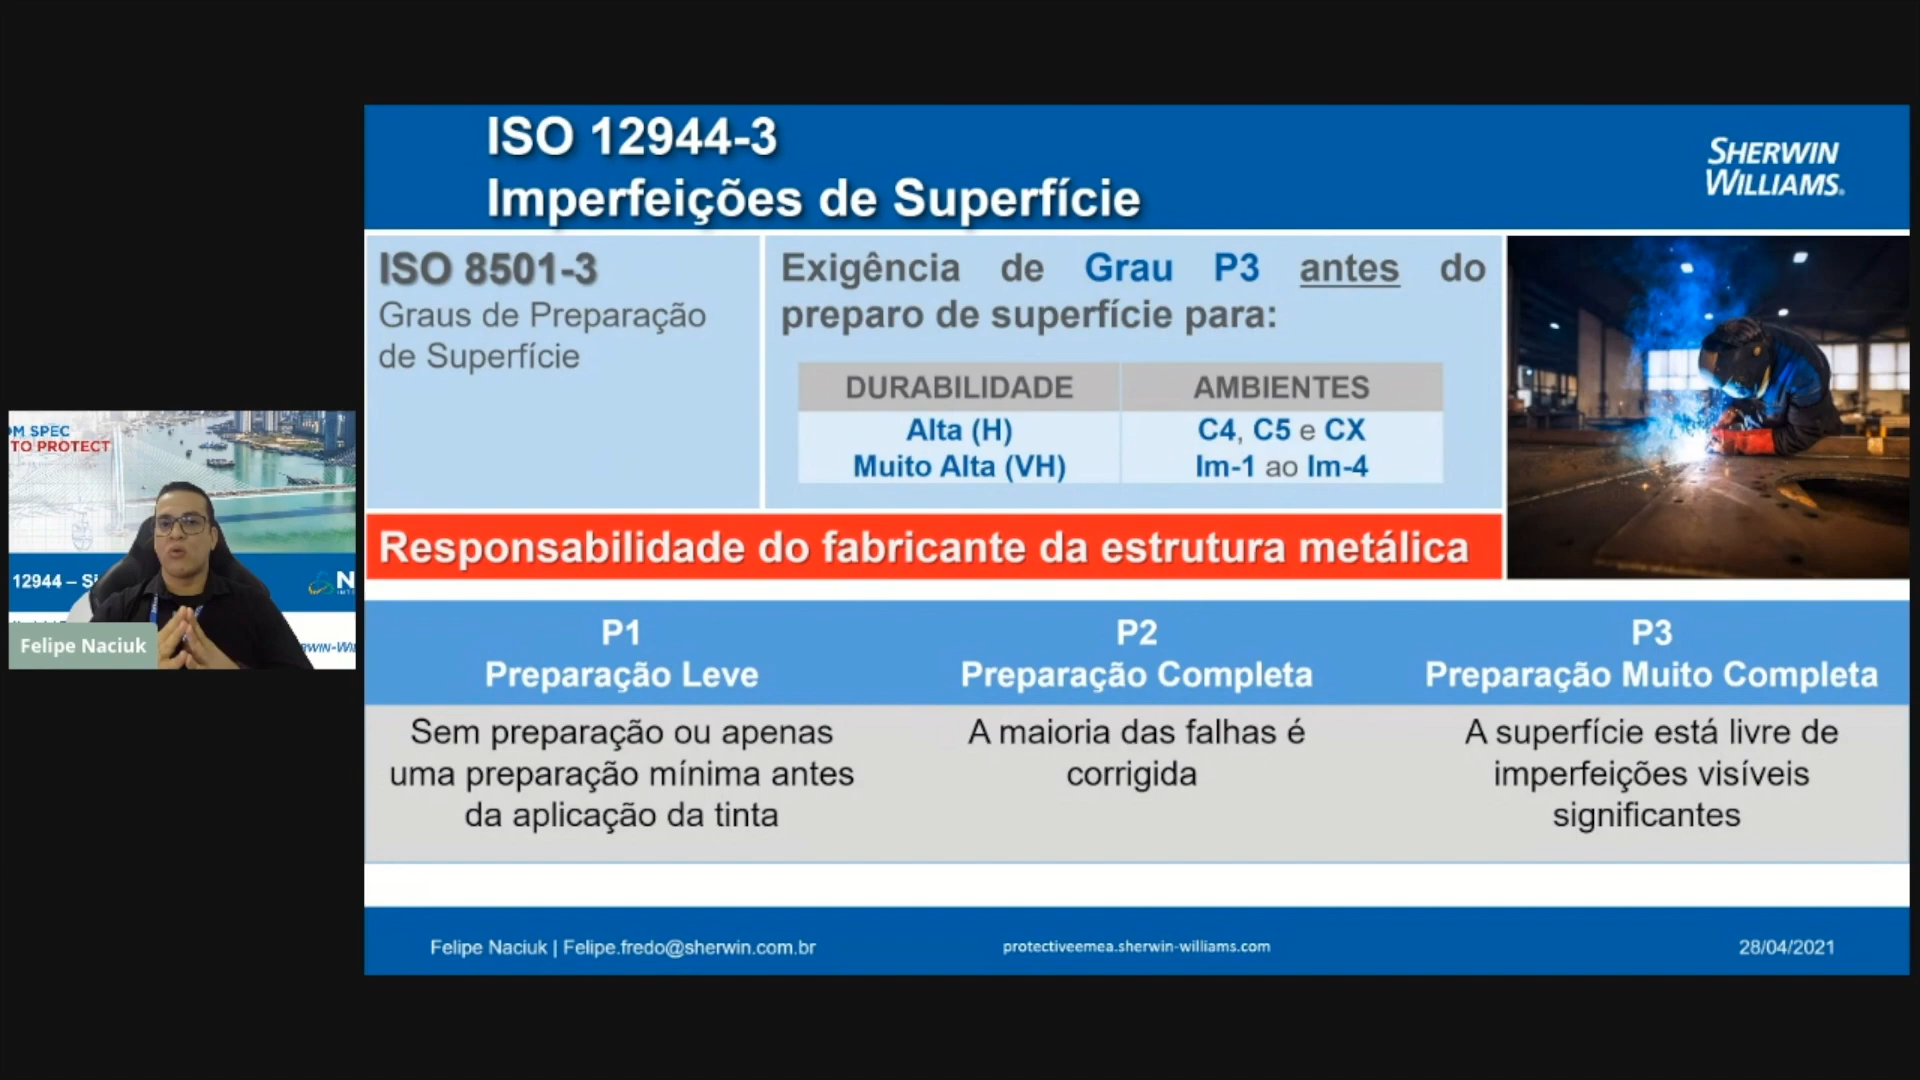 ISO 12944-3
Imperfeições de Superfície
SHERWIN
WILLIAMS.
ISO 8501-3
Graus de Preparação
de Superfície
Exigência de Grau P3 antes do
preparo de superfície para:
DURABILIDADE
AMBIENTES
Alta (H)
C4, C5 e CX
Muito Alta (VH)
Im-1 ao Im-4
Responsabilidade do fabricante da estrutura metálica
P1
Preparação Leve
Sem preparação ou apenas
uma preparação mínima antes
da aplicação da tinta
P2
Preparação Completa
A maioria das falhas é
corrigida
P3
Preparação Muito Completa
A superfície está livre de
imperfeições visíveis
significantes
Felipe Naciuk | Felipe.fredo@sherwin.com.br
protectiveemea.sherwin-williams.com
28/04/2021
OM SPEC
TO PROTECT
12944 – Si
N
Felipe Naciuk